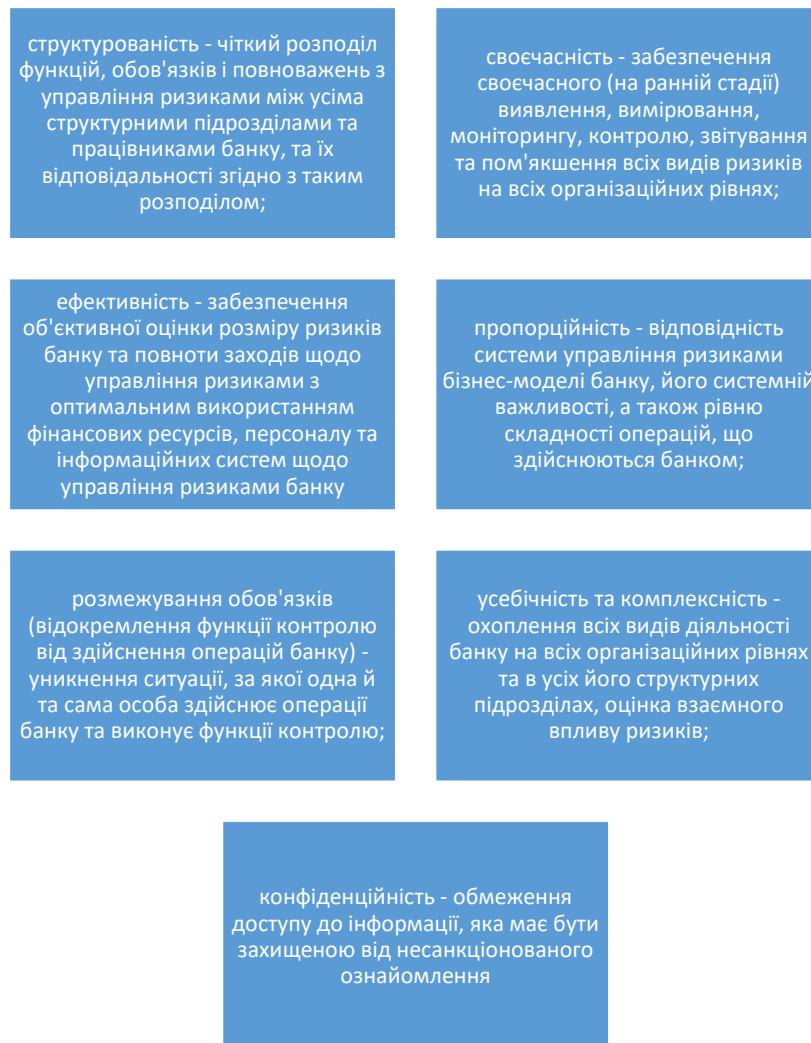 структурованість - чіткий розподіл
функцій, обов'язків і повноважень з
управління ризиками між усіма
структурними підрозділами та
працівниками банку, та їх
відповідальності згідно з таким
розподілом;
своєчасність - забезпечення
своєчасного (на ранній стадії)
виявлення, вимірювання,
моніторингу, контролю, звітування
та пом'якшення всіх видів ризиків
на всіх організаційних рівнях;
ефективність - забезпечення
об'єктивної оцінки розміру ризиків
банку та повноти заходів щодо
управління ризиками з
оптимальним використанням
фінансових ресурсів, персоналу та
інформаційних систем щодо
управління ризиками банку
пропорційність - відповідність
системи управління ризиками
бізнес-моделі банку, його системній
важливості, а також рівню
складності операцій, що
здійснюються банком;
розмежування обов'язків
(відокремлення функції контролю
від здійснення операцій банку) -
уникнення ситуації, за якої одна й
та сама особа здійснює операції
банку та виконує функції контролю;
усебічність та комплексність -
охоплення всіх видів діяльності
банку на всіх організаційних рівнях
та в усіх його структурних
підрозділах, оцінка взаємного
впливу ризиків;
конфіденційність - обмеження
доступу до інформації, яка має бути
захищеною від несанкціонованого
ознайомлення